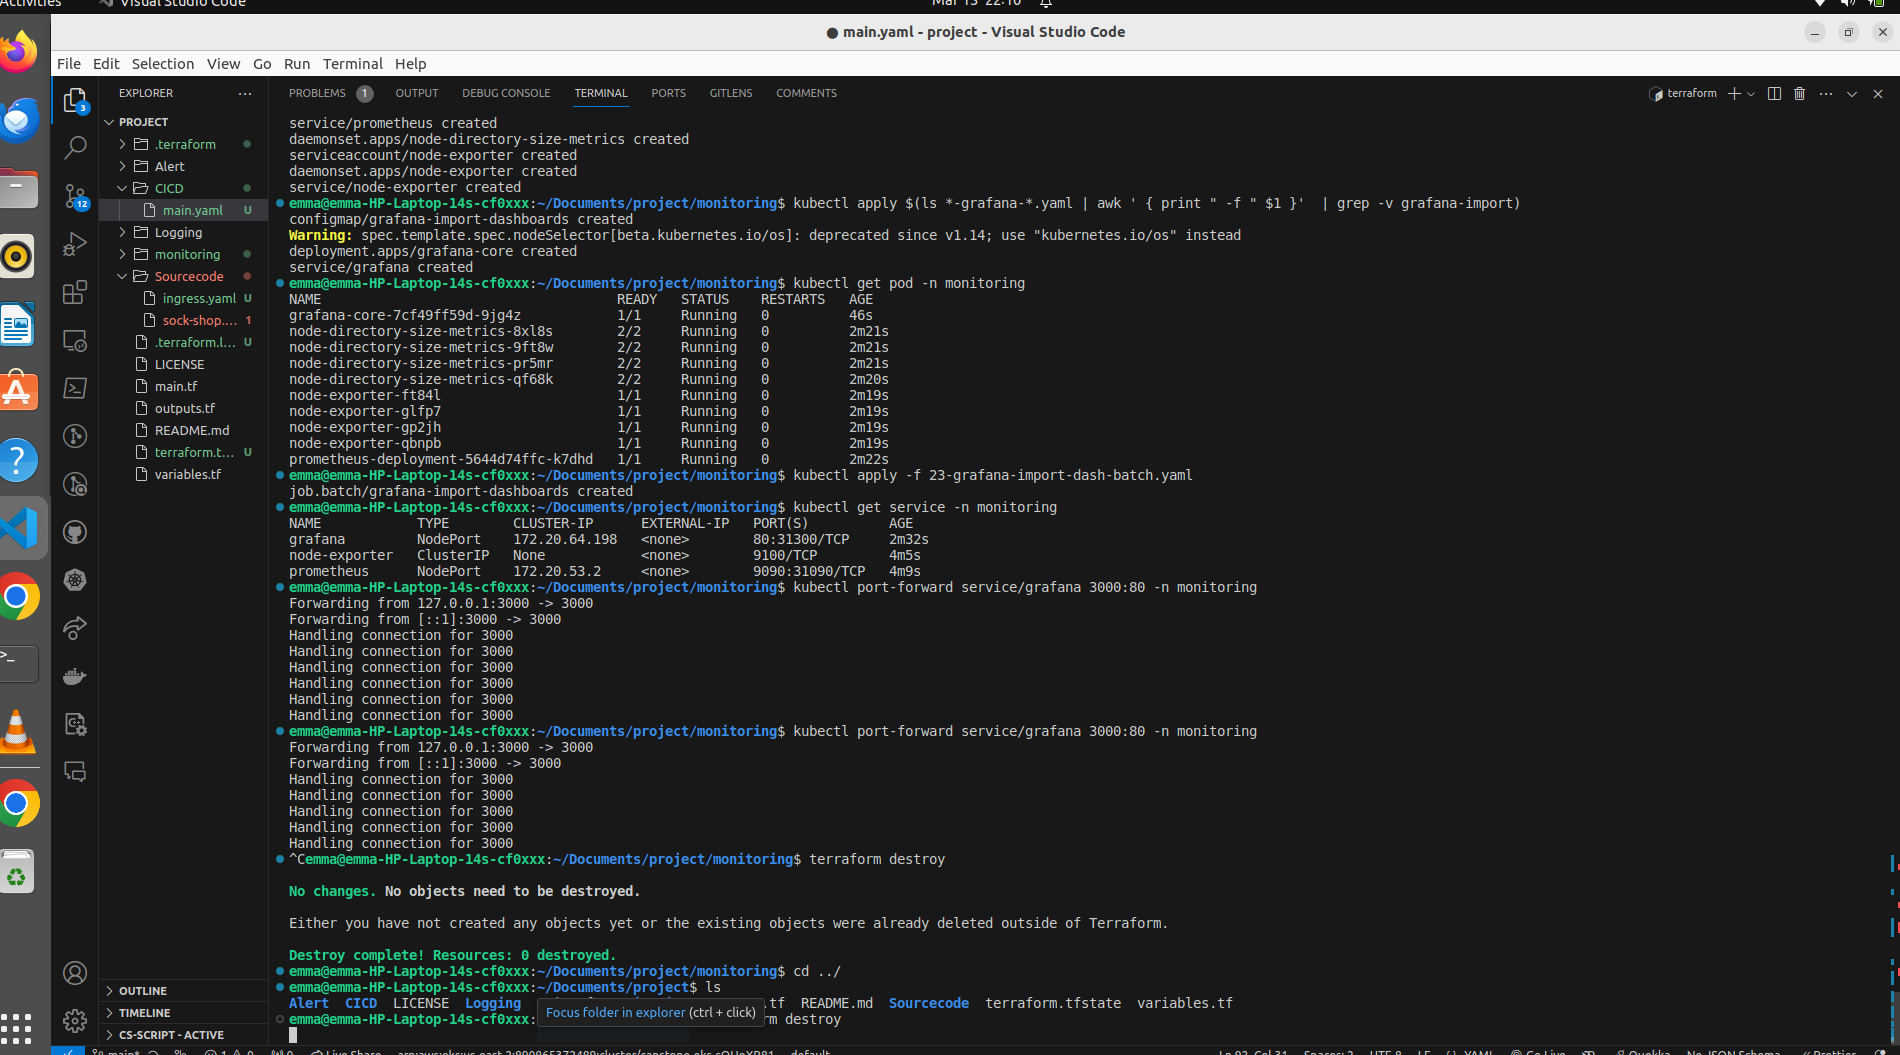 Activities
Visual Studio Code
Mar 13 22:10
● main.yaml - project - Visual Studio Code
File Edit Selection View Go Run Terminal Help
EXPLORER
PROJECT
.terraform
Alert
CICD
main.yaml U
Logging
monitoring
Sourcecode
ingress.yaml U
sock-shop.... 1
.terraform.l... U
LICENSE
main.tf
outputs.tf
README.md
terraform.t... U
variables.tf
OUTLINE
TIMELINE
CS-SCRIPT - ACTIVE
3
12
PROBLEMS 1 OUTPUT DEBUG CONSOLE TERMINAL PORTS GITLENS COMMENTS
terraform
service/prometheus created
daemonset.apps/node-directory-size-metrics created
serviceaccount/node-exporter created
daemonset.apps/node-exporter created
service/node-exporter created
emma@emma-HP-Laptop-14s-cf0xxx:~/Documents/project/monitoring$ kubectl apply $(ls *-grafana-*.yaml | awk ' { print " -f " $1 }'  | grep -v grafana-import)
configmap/grafana-import-dashboards created
Warning: spec.template.spec.nodeSelector[beta.kubernetes.io/os]: deprecated since v1.14; use "kubernetes.io/os" instead
deployment.apps/grafana-core created
service/grafana created
emma@emma-HP-Laptop-14s-cf0xxx:~/Documents/project/monitoring$ kubectl get pod -n monitoring
NAME READY STATUS RESTARTS AGE
grafana-core-7cf49ff59d-9jg4z 1/1 Running 0 46s
node-directory-size-metrics-8xl8s 2/2 Running 0 2m21s
node-directory-size-metrics-9ft8w 2/2 Running 0 2m21s
node-directory-size-metrics-pr5mr 2/2 Running 0 2m21s
node-directory-size-metrics-qf68k 2/2 Running 0 2m20s
node-exporter-ft84l 1/1 Running 0 2m19s
node-exporter-glfp7 1/1 Running 0 2m19s
node-exporter-gp2jh 1/1 Running 0 2m19s
node-exporter-qbnpb 1/1 Running 0 2m19s
prometheus-deployment-5644d74ffc-k7dhd 1/1 Running 0 2m22s
emma@emma-HP-Laptop-14s-cf0xxx:~/Documents/project/monitoring$ kubectl apply -f 23-grafana-import-dash-batch.yaml
job.batch/grafana-import-dashboards created
emma@emma-HP-Laptop-14s-cf0xxx:~/Documents/project/monitoring$ kubectl get service -n monitoring
NAME TYPE CLUSTER-IP EXTERNAL-IP PORT(S) AGE
grafana NodePort 172.20.64.198 <none> 80:31300/TCP 2m32s
node-exporter ClusterIP None <none> 9100/TCP 4m5s
prometheus NodePort 172.20.53.2 <none> 9090:31090/TCP 4m9s
emma@emma-HP-Laptop-14s-cf0xxx:~/Documents/project/monitoring$ kubectl port-forward service/grafana 3000:80 -n monitoring
Forwarding from 127.0.0.1:3000 -> 3000
Forwarding from [::1]:3000 -> 3000
Handling connection for 3000
Handling connection for 3000
Handling connection for 3000
Handling connection for 3000
Handling connection for 3000
Handling connection for 3000
emma@emma-HP-Laptop-14s-cf0xxx:~/Documents/project/monitoring$ kubectl port-forward service/grafana 3000:80 -n monitoring
Forwarding from 127.0.0.1:3000 -> 3000
Forwarding from [::1]:3000 -> 3000
Handling connection for 3000
Handling connection for 3000
Handling connection for 3000
Handling connection for 3000
Handling connection for 3000
^Cemma@emma-HP-Laptop-14s-cf0xxx:~/Documents/project/monitoring$ terraform destroy
No changes. No objects need to be destroyed.
Either you have not created any objects yet or the existing objects were already deleted outside of Terraform.
Destroy complete! Resources: 0 destroyed.
emma@emma-HP-Laptop-14s-cf0xxx:~/Documents/project/monitoring$ cd ../
emma@emma-HP-Laptop-14s-cf0xxx:~/Documents/project$ ls
Alert CICD LICENSE Logging .tf README.md Sourcecode terraform.tfstate variables.tf
Focus folder in explorer (ctrl + click)
emma@emma-HP-Laptop-14s-cf0xxx: destroy
main* Live Share default
Ln 92, Col 31 Spaces: 2 UTF-8 LF YAML Go Live Quokka No JSON Schema Prettier